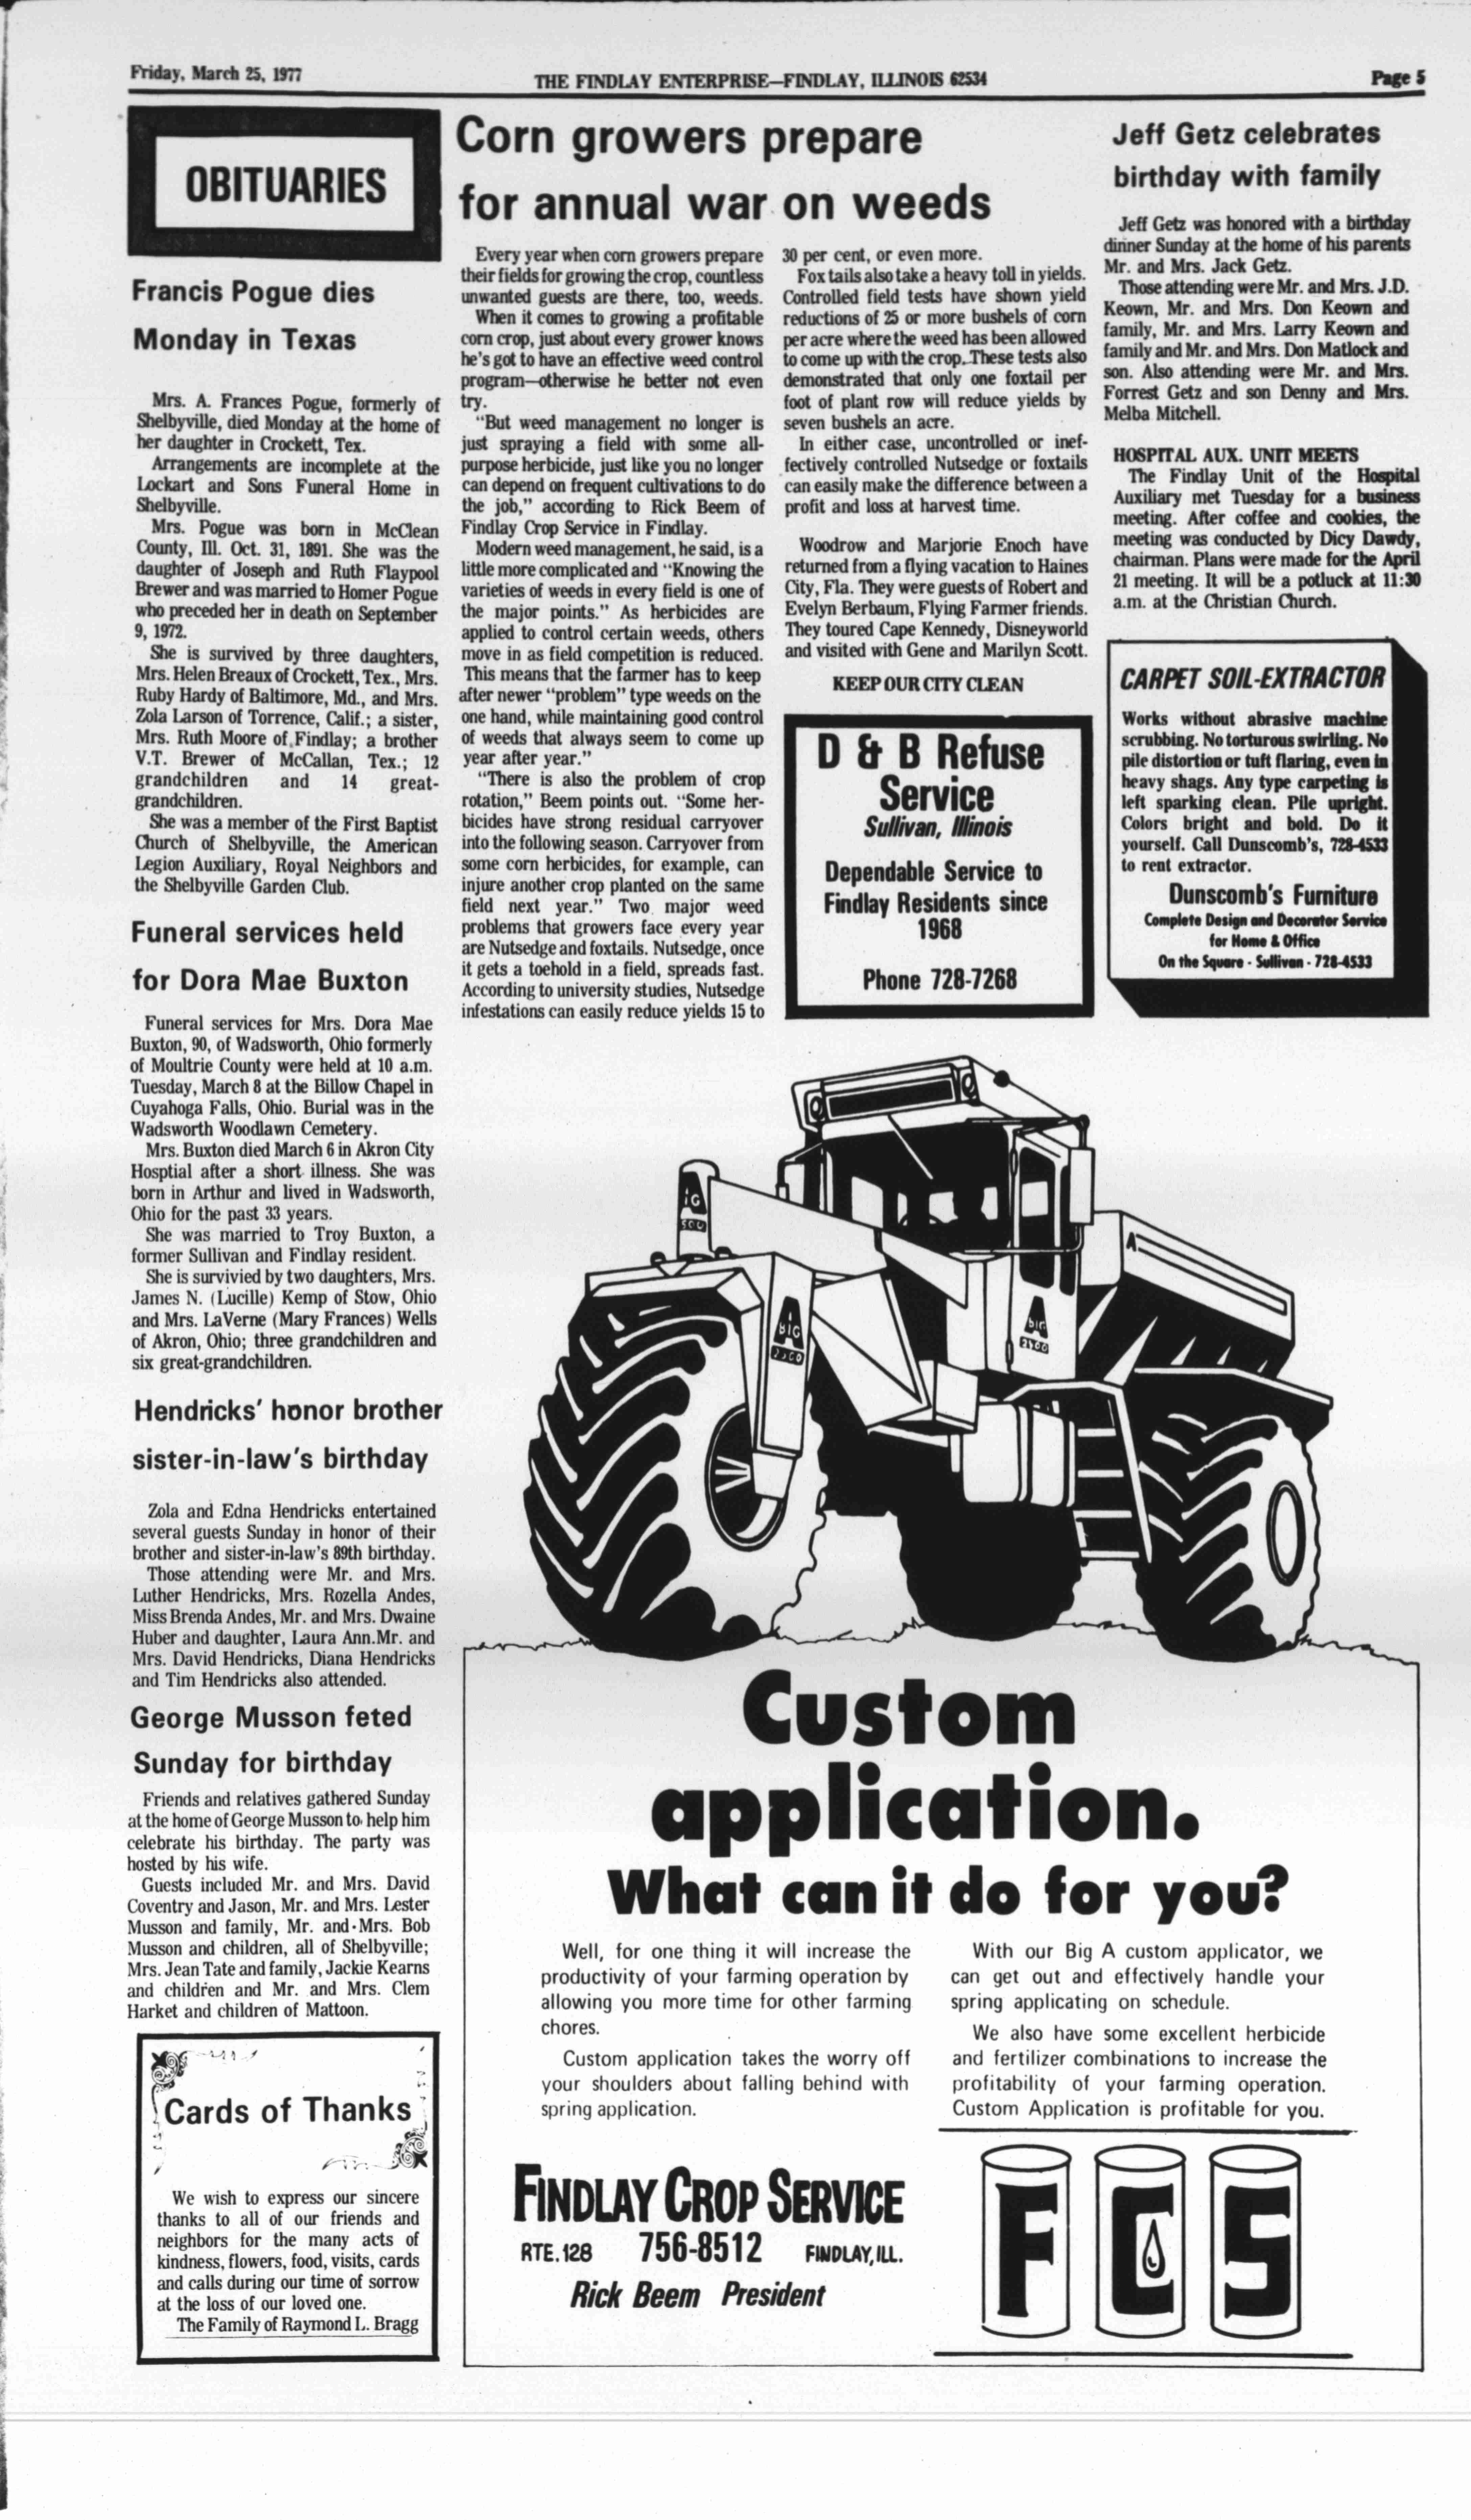 Friday, March 25, 1977
THE FINDLAY ENTERPRISE—FINDLAY, ILLINOIS 62534
Page 5
OBITUARIES
Francis Pogue dies
Monday in Texas
Mrs. A. Frances Pogue, formerly of
Shelbyville, died Monday at the home of
her daughter in Crockett, Tex.
Arrangements are incomplete at the
Lockart and Sons Funeral Home in
Shelbyville.
Mrs. Pogue was born in McClean
County, Ill. Oct. 31, 1891. She was the
daughter of Joseph and Ruth Flaypool
Brewer and was married to Homer Pogue
who preceded her in death on September
9, 1972.
She is survived by three daughters,
Mrs. Helen Breaux of Crockett, Tex., Mrs.
Ruby Hardy of Baltimore, Md., and Mrs.
Zola Larson of Torrence, Calif.; a sister,
Mrs. Ruth Moore of Findlay; a brother
V.T. Brewer of McCallan, Tex.; 12
grandchildren and 14 great-
grandchildren.
She was a member of the First Baptist
Church of Shelbyville, the American
Legion Auxiliary, Royal Neighbors and
the Shelbyville Garden Club.
Funeral services held
for Dora Mae Buxton
Funeral services for Mrs. Dora Mae
Buxton, 90, of Wadsworth, Ohio formerly
of Moultrie County were held at 10 a.m.
Tuesday, March 8 at the Billow Chapel in
Cuyahoga Falls, Ohio. Burial was in the
Wadsworth Woodlawn Cemetery.
Mrs. Buxton died March 6 in Akron City
Hosptial after a short illness. She was
born in Arthur and lived in Wadsworth,
Ohio for the past 33 years.
She was married to Troy Buxton, a
former Sullivan and Findlay resident.
She is survivied by two daughters, Mrs.
James N. (Lucille) Kemp of Stow, Ohio
and Mrs. LaVerne (Mary Frances) Wells
of Akron, Ohio; three grandchildren and
six great-grandchildren.
Hendricks' honor brother
sister-in-law's birthday
Zola and Edna Hendricks entertained
several guests Sunday in honor of their
brother and sister-in-law's 89th birthday.
Those attending were Mr. and Mrs.
Luther Hendricks, Mrs. Rozella Andes,
Miss Brenda Andes, Mr. and Mrs. Dwaine
Huber and daughter, Laura Ann.Mr. and
Mrs. David Hendricks, Diana Hendricks
and Tim Hendricks also attended.
George Musson feted
Sunday for birthday
Friends and relatives gathered Sunday
at the home of George Musson to help him
celebrate his birthday. The party was
hosted by his wife.
Guests included Mr. and Mrs. David
Coventry and Jason, Mr. and Mrs. Lester
Musson and family, Mr. and Mrs. Bob
Musson and children, all of Shelbyville;
Mrs. Jean Tate and family, Jackie Kearns
and children and Mr. and Mrs. Clem
Harket and children of Mattoon.
Cards of Thanks
We wish to express our sincere
thanks to all of our friends and
neighbors for the many acts of
kindness, flowers, food, visits, cards
and calls during our time of sorrow
at the loss of our loved one.
The Family of Raymond L. Bragg
Corn growers prepare
for annual war on weeds
Every year when corn growers prepare
their fields for growing the crop, countless
unwanted guests are there, too, weeds.
When it comes to growing a profitable
corn crop, just about every grower knows
he's got to have an effective weed control
program—otherwise he better not even
try.
"But weed management no longer is
just spraying a field with some all-
purpose herbicide, just like you no longer
can depend on frequent cultivations to do
the job," according to Rick Beem of
Findlay Crop Service in Findlay.
Modern weed management, he said, is a
little more complicated and "Knowing the
varieties of weeds in every field is one of
the major points." As herbicides are
applied to control certain weeds, others
move in as field competition is reduced.
This means that the farmer has to keep
after newer "problem" type weeds on the
one hand, while maintaining good control
of weeds that always seem to come up
year after year."
"There is also the problem of crop
rotation," Beem points out. "Some her-
bicides have strong residual carryover
into the following season. Carryover from
some corn herbicides, for example, can
injure another crop planted on the same
field next year." Two major weed
problems that growers face every year
are Nutsedge and foxtails. Nutsedge, once
it gets a toehold in a field, spreads fast.
According to university studies, Nutsedge
infestations can easily reduce yields 15 to
30 per cent, or even more.
Fox tails also take a heavy toll in yields.
Controlled field tests have shown yield
reductions of 25 or more bushels of corn
per acre where the weed has been allowed
to come up with the crop. These tests also
demonstrated that only one foxtail per
foot of plant row will reduce yields by
seven bushels an acre.
In either case, uncontrolled or inef-
fectively controlled Nutsedge or foxtails
can easily make the difference between a
profit and loss at harvest time.
Woodrow and Marjorie Enoch have
returned from a flying vacation to Haines
City, Fla. They were guests of Robert and
Evelyn Berbaum, Flying Farmer friends.
They toured Cape Kennedy, Disneyworld
and visited with Gene and Marilyn Scott.
KEEP OUR CITY CLEAN
D & B Refuse
Service
Sullivan, Illinois
Dependable Service to
Findlay Residents since
1968
Phone 728-7268
Jeff Getz celebrates
birthday with family
Jeff Getz was honored with a birthday
dinner Sunday at the home of his parents
Mr. and Mrs. Jack Getz.
Those attending were Mr. and Mrs. J.D.
Keown, Mr. and Mrs. Don Keown and
family, Mr. and Mrs. Larry Keown and
family and Mr. and Mrs. Don Matlock and
son. Also attending were Mr. and Mrs.
Forrest Getz and son Denny and Mrs.
Melba Mitchell.
HOSPITAL AUX. UNIT MEETS
The Findlay Unit of the Hospital
Auxiliary met Tuesday for a business
meeting. After coffee and cookies, the
meeting was conducted by Dicy Dawdy,
chairman. Plans were made for the April
21 meeting. It will be a potluck at 11:30
a.m. at the Christian Church.
CARPET SOIL-EXTRACTOR
Works without abrasive machine
scrubbing. No torturous swirling. No
pile distortion or tuft flaring, even in
heavy shags. Any type carpeting is
left sparking clean. Pile upright.
Colors bright and bold. Do it
yourself. Call Dunscomb's, 728-4533
to rent extractor.
Dunscomb's Furniture
Complete Design and Decorator Service
for Home & Office
On the Square - Sullivan - 728-4533
A
BIG
2500
A
BIG
2500
A
Custom
application.
What can it do for you?
Well, for one thing it will increase the
productivity of your farming operation by
allowing you more time for other farming
chores.
Custom application takes the worry off
your shoulders about falling behind with
spring application.
With our Big A custom applicator, we
can get out and effectively handle your
spring applicating on schedule.
We also have some excellent herbicide
and fertilizer combinations to increase the
profitability of your farming operation.
Custom Application is profitable for you.
FINDLAY CROP SERVICE
RTE. 128 756-8512 FINDLAY, ILL.
Rick Beem President
FCS